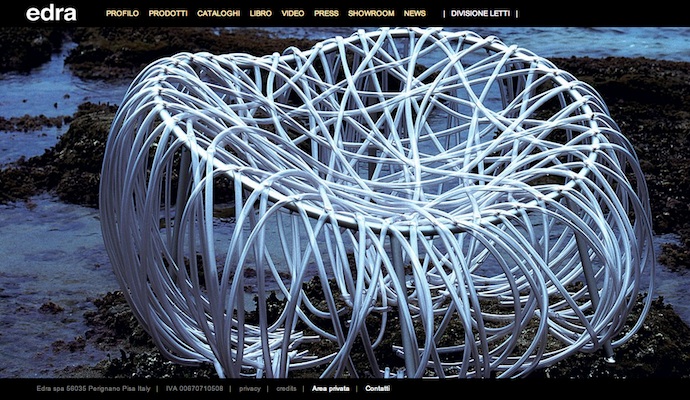 edra PROFILO PRODOTTI CATALOGHI LIBRO VIDEO PRESS SHOWROOM NEWS | DIVISIONE LETTI |
Edra spa 56035 Perignano Pisa Italy | IVA 00670710508 | privacy | credits | Area privata | Contatti